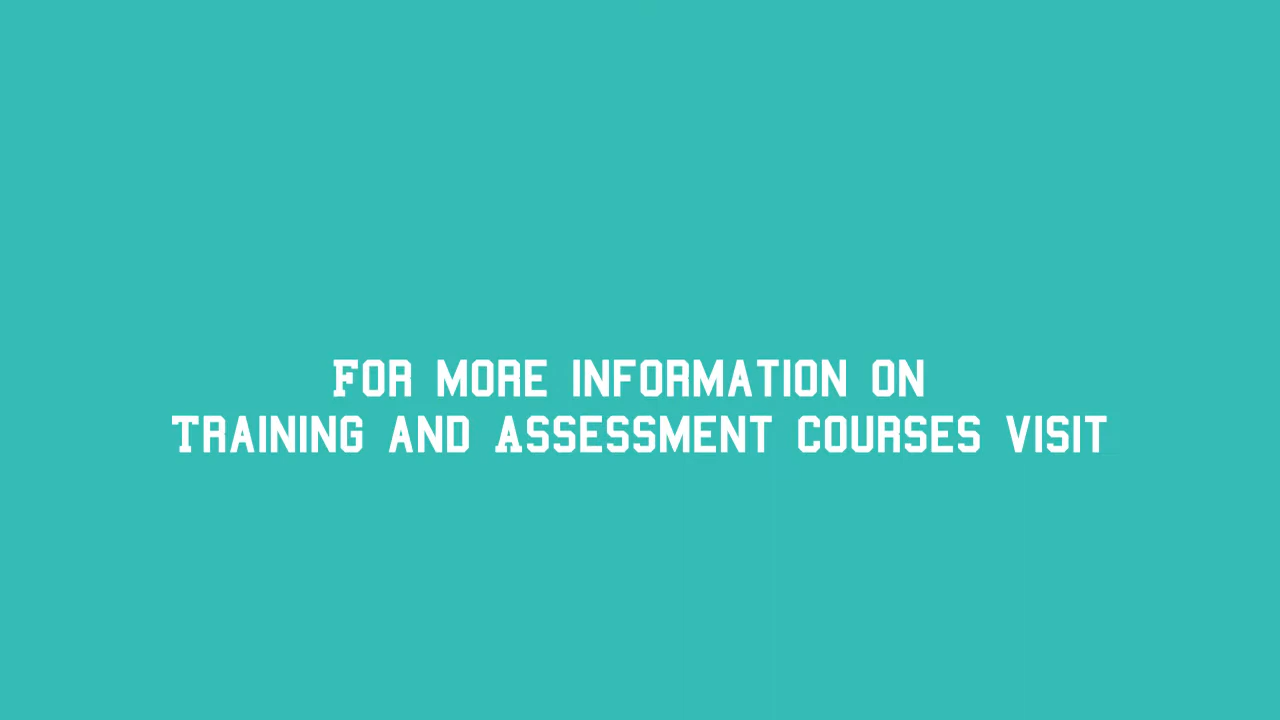 For more information on
Training and Assessment courses visit